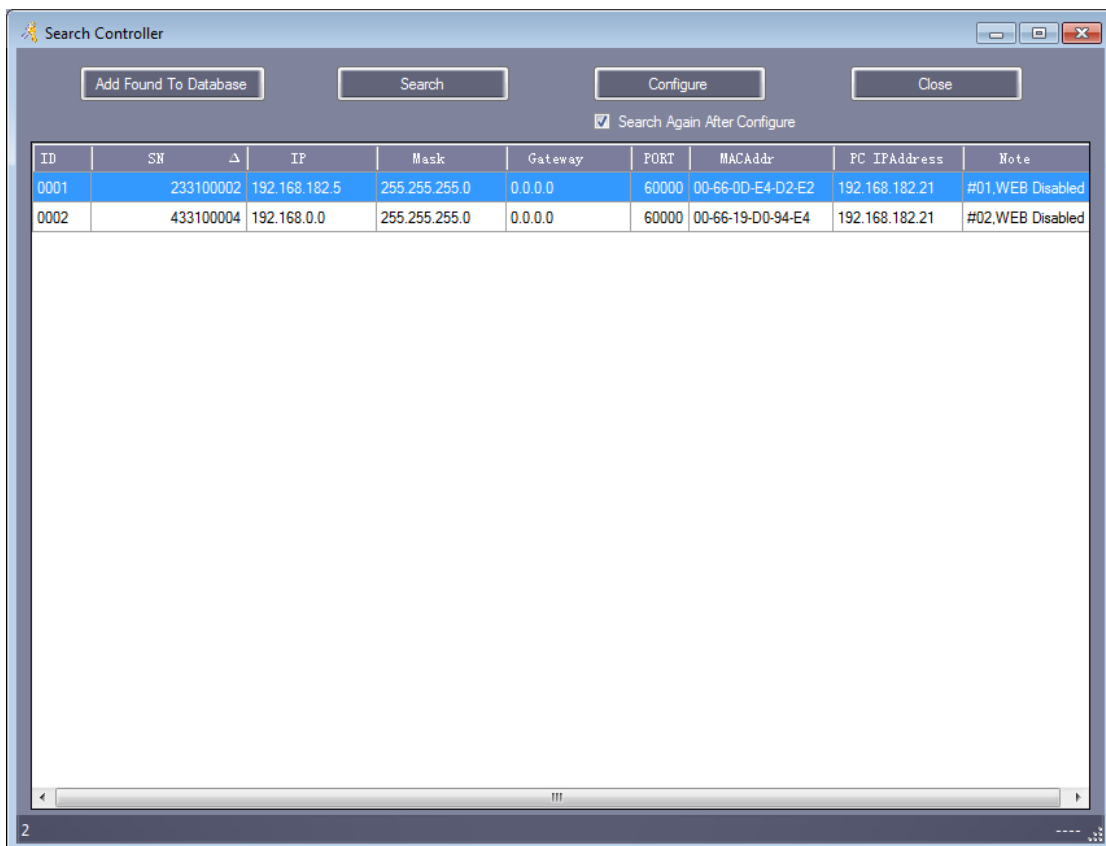 Search Controller
Add Found To Database Search Configure Close
Search Again After Configure
ID SN Δ IP Mask Gateway PORT MACAddr PC IPAddress Note
0001 233100002 192.168.182.5 255.255.255.0 0.0.0.0 60000 00-66-0D-E4-D2-E2 192.168.182.21 #01,WEB Disabled
0002 433100004 192.168.0.0 255.255.255.0 0.0.0.0 60000 00-66-19-D0-94-E4 192.168.182.21 #02,WEB Disabled
2 ----